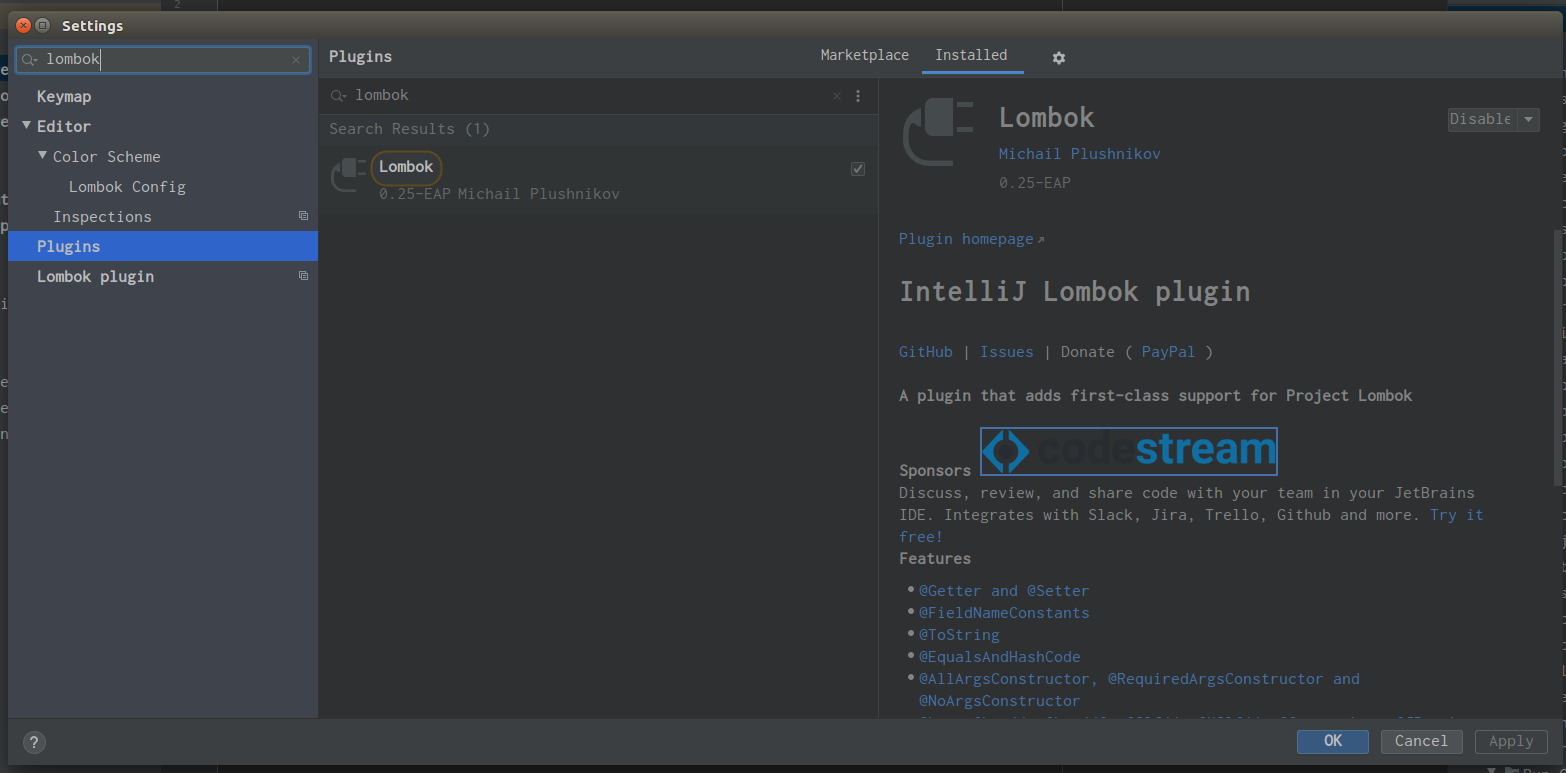 2
Settings
lombok
Keymap
Editor
Color Scheme
Lombok Config
Inspections
Plugins
Lombok plugin
Plugins
Marketplace
Installed
lombok
Search Results (1)
Lombok
0.25-EAP Michail Plushnikov
Lombok
Disable
Michail Plushnikov
0.25-EAP
Plugin homepage
IntelliJ Lombok plugin
GitHub | Issues | Donate ( PayPal )
A plugin that adds first-class support for Project Lombok
Sponsors codestream
Discuss, review, and share code with your team in your JetBrains
IDE. Integrates with Slack, Jira, Trello, Github and more. Try it
free!
Features
@Getter and @Setter
@FieldNameConstants
@ToString
@EqualsAndHashCode
@AllArgsConstructor, @RequiredArgsConstructor and
@NoArgsConstructor
?
OK
Cancel
Apply